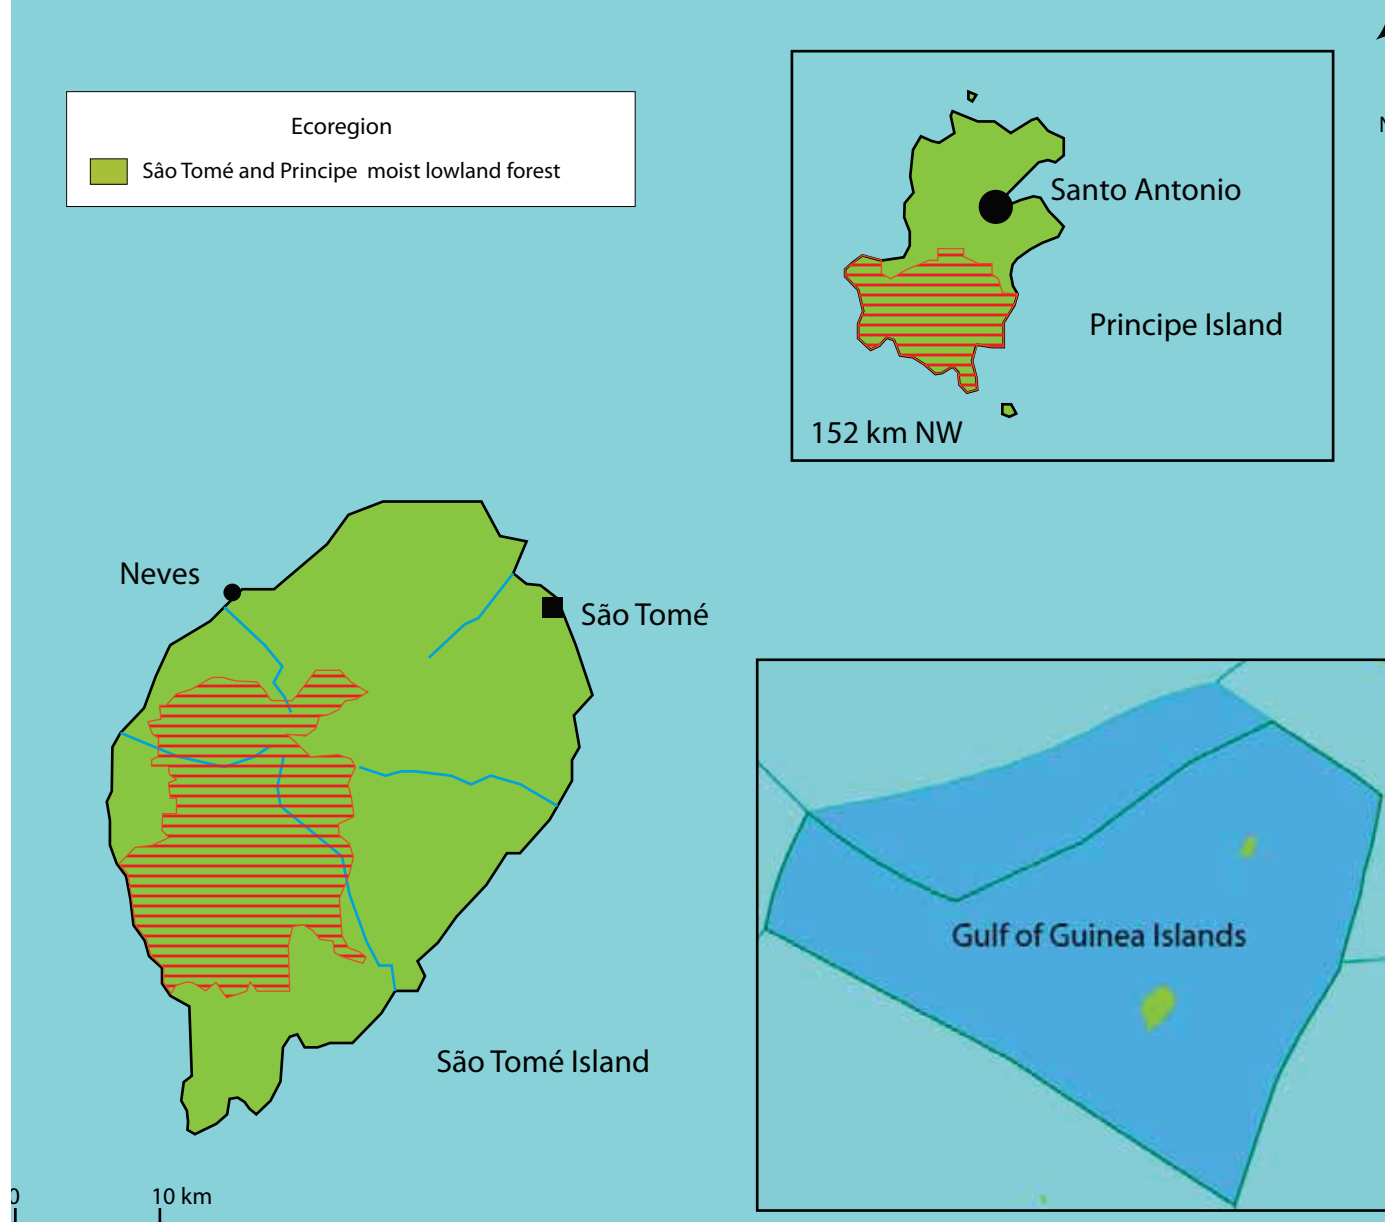 Ecoregion
Sâo Tomé and Principe moist lowland forest
N
Santo Antonio
Principe Island
152 km NW
Neves
São Tomé
Gulf of Guinea Islands
São Tomé Island
0 10 km